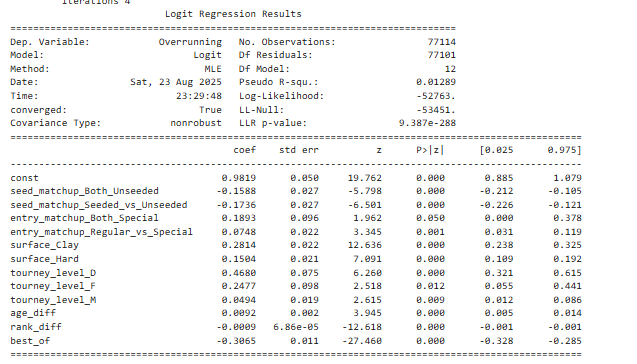 Iterations 4
Logit Regression Results
==============================================================================
Dep. Variable: Overrunning No. Observations: 77114
Model: Logit Df Residuals: 77101
Method: MLE Df Model: 12
Date: Sat, 23 Aug 2025 Pseudo R-squ.: 0.01289
Time: 23:29:48 Log-Likelihood: -52763.
converged: True LL-Null: -53451.
Covariance Type: nonrobust LLR p-value: 9.387e-288
==============================================================================
coef std err z P>|z| [0.025 0.975]
------------------------------------------------------------------------------
const 0.9819 0.050 19.762 0.000 0.885 1.079
seed_matchup_Both_Unseeded -0.1588 0.027 -5.798 0.000 -0.212 -0.105
seed_matchup_Seeded_vs_Unseeded -0.1736 0.027 -6.501 0.000 -0.226 -0.121
entry_matchup_Both_Special 0.1893 0.096 1.962 0.050 0.000 0.378
entry_matchup_Regular_vs_Special 0.0748 0.022 3.345 0.001 0.031 0.119
surface_Clay 0.2814 0.022 12.636 0.000 0.238 0.325
surface_Hard 0.1504 0.021 7.091 0.000 0.109 0.192
tourney_level_D 0.4680 0.075 6.260 0.000 0.321 0.615
tourney_level_F 0.2477 0.098 2.518 0.012 0.055 0.441
tourney_level_M 0.0494 0.019 2.615 0.009 0.012 0.086
age_diff 0.0092 0.002 3.945 0.000 0.005 0.014
rank_diff -0.0009 6.86e-05 -12.618 0.000 -0.001 -0.001
best_of -0.3065 0.011 -27.460 0.000 -0.328 -0.285
==============================================================================